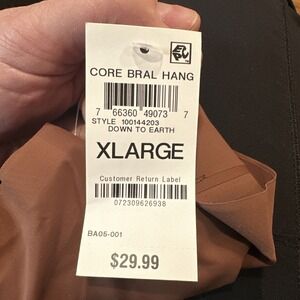 CORE BRAL HANG
7 66360 49073 7
STYLE 100144203
DOWN TO EARTH
XLARGE
Customer Return Label
072309626938
BA05-001
$29.99